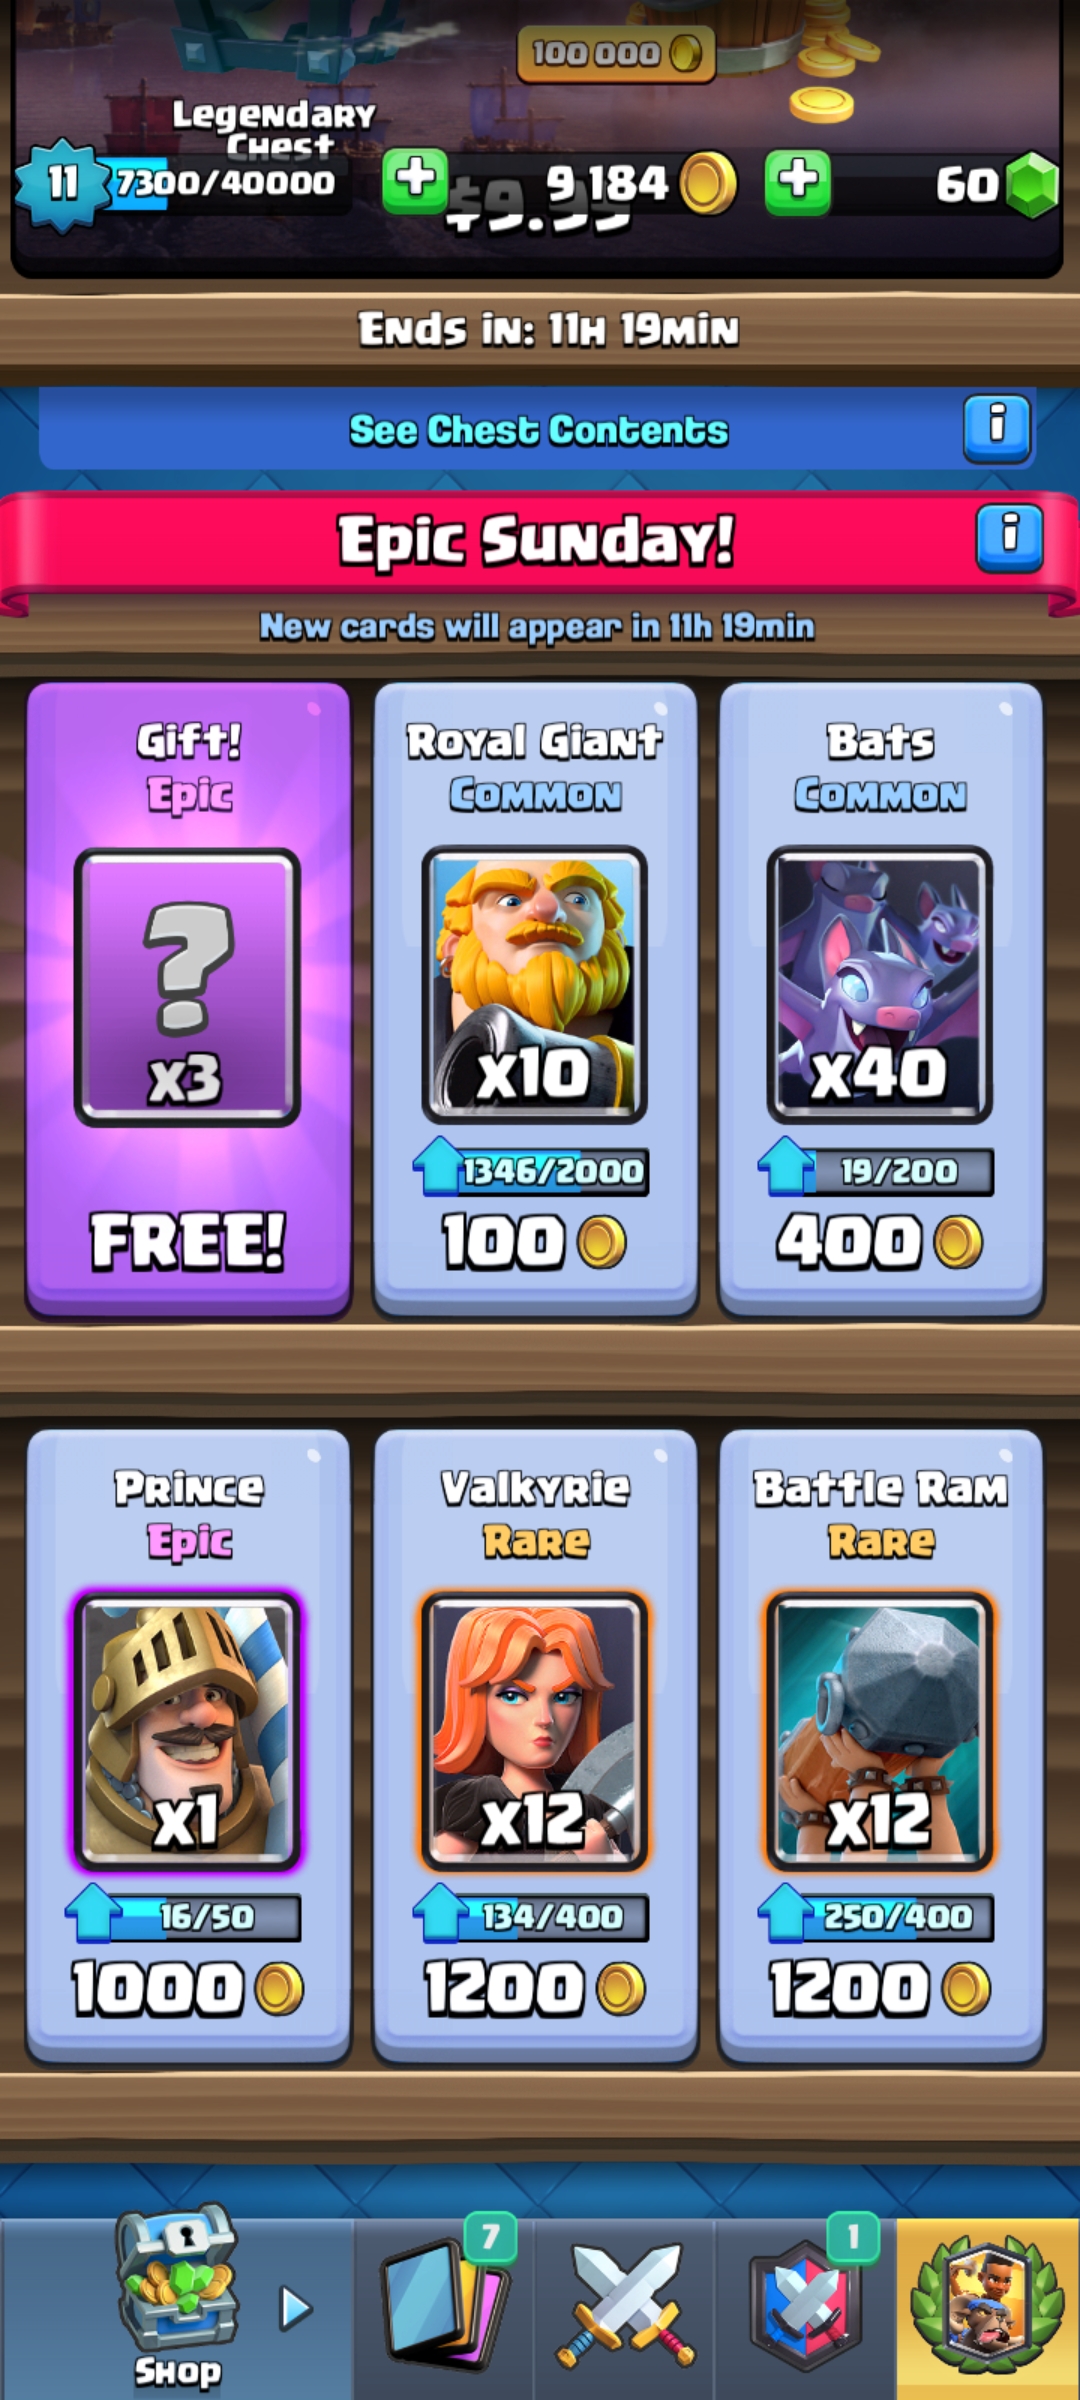 100 000
Legendary
Chest
11
7300/40000
9 184
60
$9.99
Ends in: 11h 19min
See Chest Contents
i
Epic Sunday!
i
New cards will appear in 11h 19min
Gift!
Epic
?
x3
FREE!
Royal Giant
Common
x10
1346/2000
100
Bats
Common
x40
19/200
400
Prince
Epic
x1
16/50
1000
Valkyrie
Rare
x12
134/400
1200
Battle Ram
Rare
x12
250/400
1200
Shop
7
1